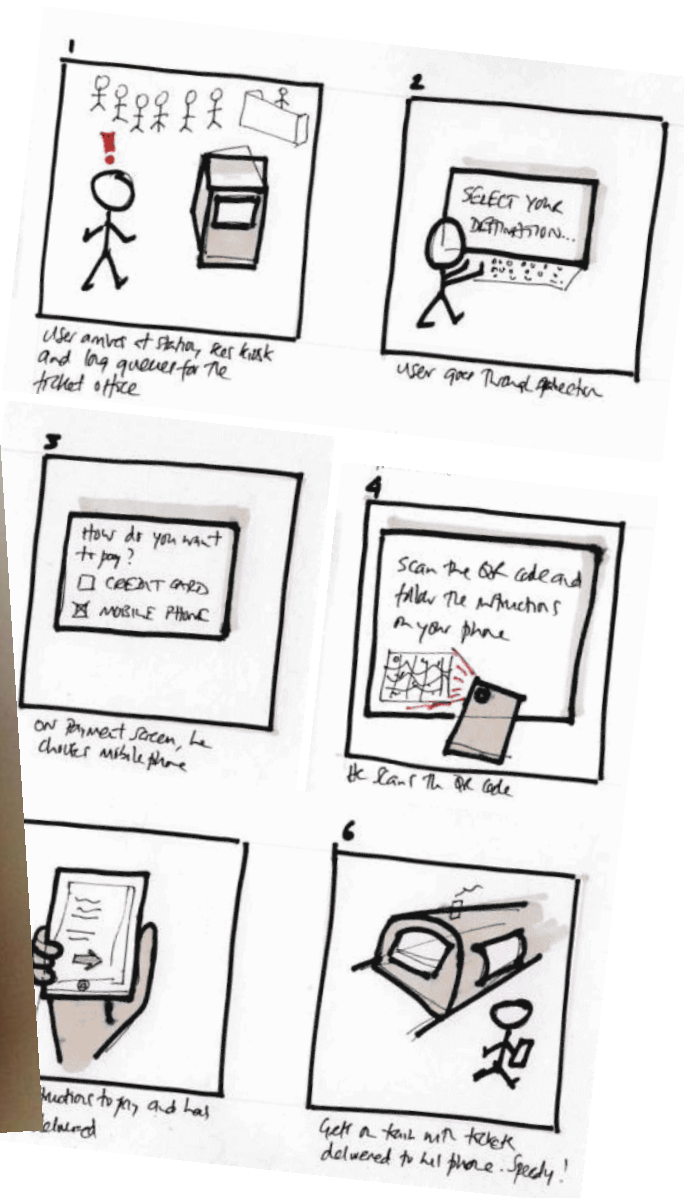 1
!
User arrives at station, sees kiosk
and long queues for the
ticket office
2
SELECT YOUR
DESTINATION...
User goes through selection
3
How do you want
to pay?
CREDIT CARD
MOBILE PHONE
On Payment screen, he
chooses mobile phone
4
Scan the QR code and
follow the instructions
on your phone
He scans the QR code
to pay and has
6
Gets on train with tickets
delivered to his phone. Speedy!